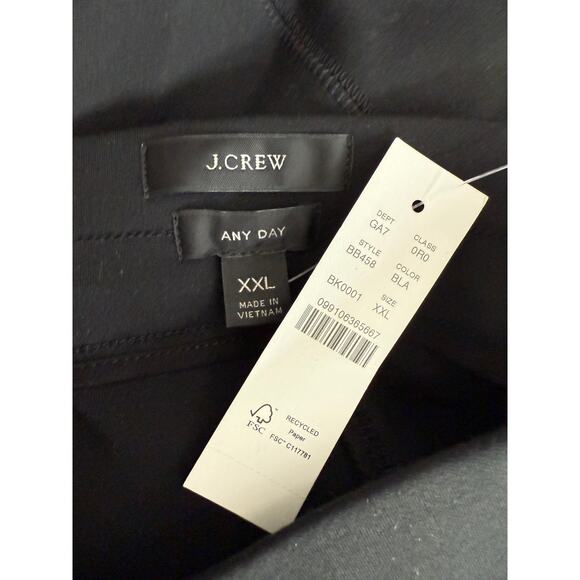 J.CREW
ANY DAY
XXL
MADE IN
VIETNAM
DEPT CLASS
GA7 0R0
STYLE COLOR
BB458 BLA
SIZE
BK0001 XXL
099106365667
FSC
RECYCLED
Paper
FSC™ C117781